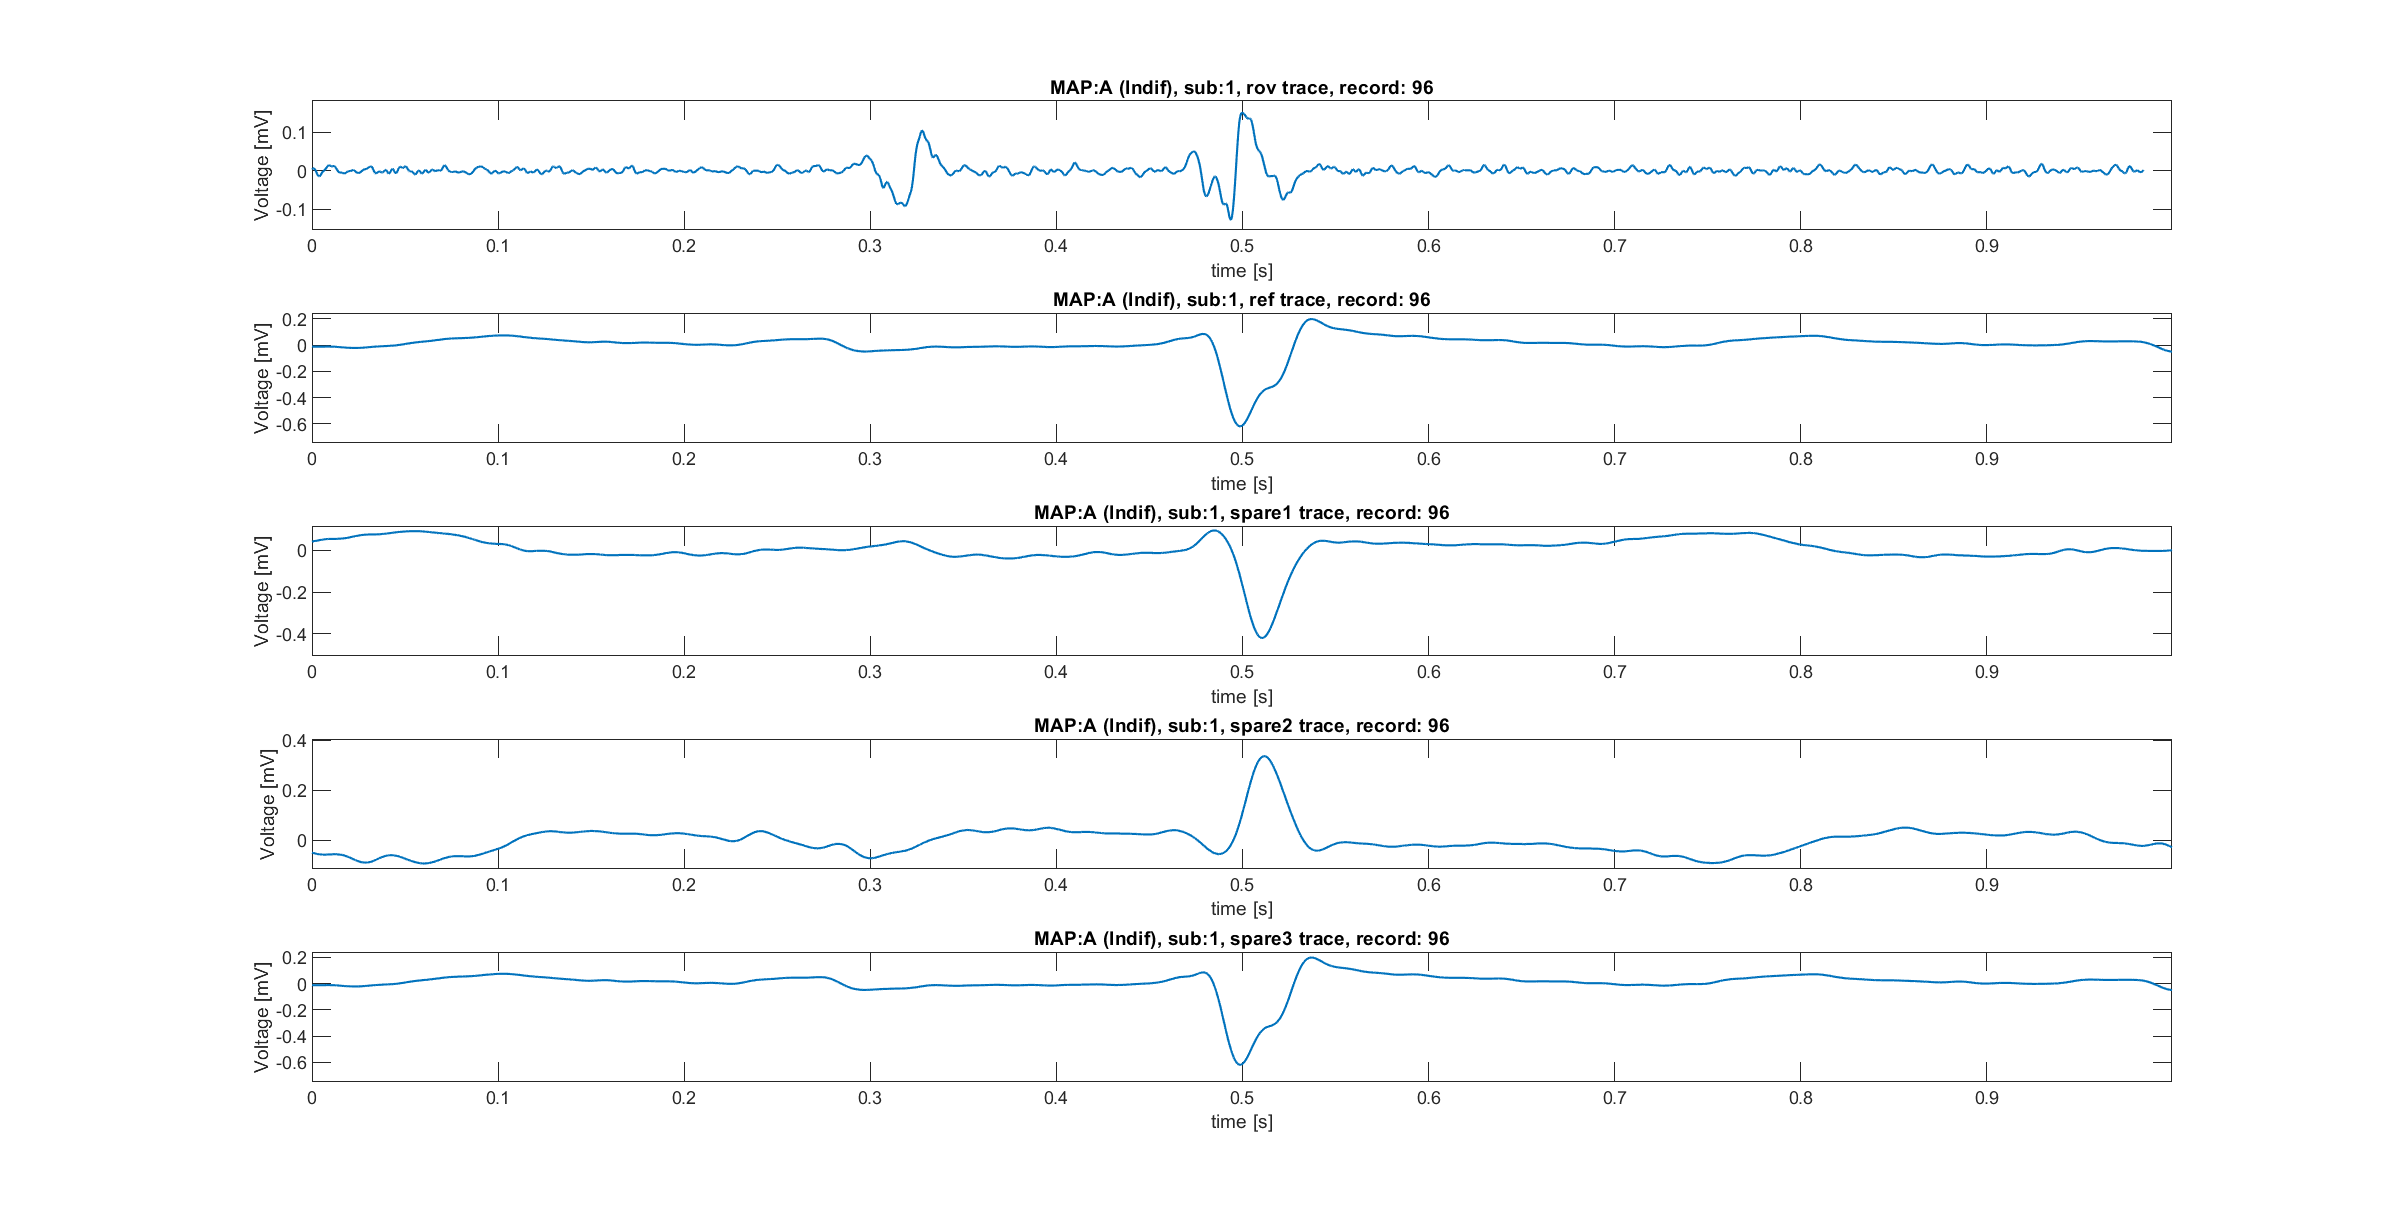 MAP:A (Indif), sub:1, rov trace, record: 96
Voltage [mV]
0.1
0
-0.1
0 0.1 0.2 0.3 0.4 0.5 0.6 0.7 0.8 0.9
time [s]
MAP:A (Indif), sub:1, ref trace, record: 96
Voltage [mV]
0.2
0
-0.2
-0.4
-0.6
0 0.1 0.2 0.3 0.4 0.5 0.6 0.7 0.8 0.9
time [s]
MAP:A (Indif), sub:1, spare1 trace, record: 96
Voltage [mV]
0
-0.2
-0.4
0 0.1 0.2 0.3 0.4 0.5 0.6 0.7 0.8 0.9
time [s]
MAP:A (Indif), sub:1, spare2 trace, record: 96
Voltage [mV]
0.4
0.2
0
0 0.1 0.2 0.3 0.4 0.5 0.6 0.7 0.8 0.9
time [s]
MAP:A (Indif), sub:1, spare3 trace, record: 96
Voltage [mV]
0.2
0
-0.2
-0.4
-0.6
0 0.1 0.2 0.3 0.4 0.5 0.6 0.7 0.8 0.9
time [s]